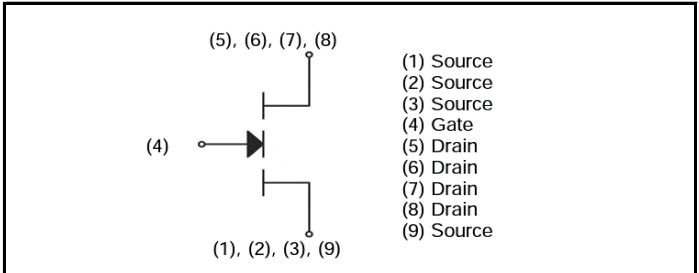 (5), (6), (7), (8)
(4)
(1), (2), (3), (9)
(1) Source
(2) Source
(3) Source
(4) Gate
(5) Drain
(6) Drain
(7) Drain
(8) Drain
(9) Source